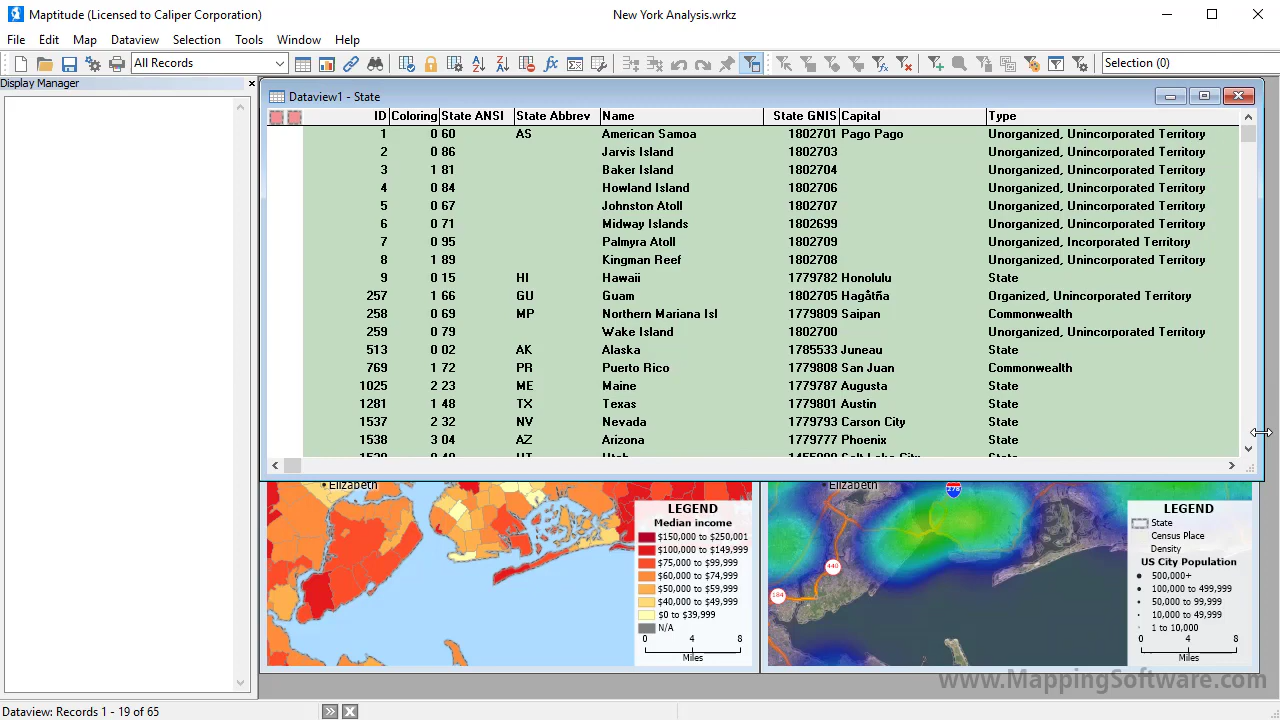 Maptitude (Licensed to Caliper Corporation)
New York Analysis.wrkz
File Edit Map Dataview Selection Tools Window Help
All Records
Selection (0)
Display Manager
Dataview1 - State
ID Coloring State ANSI State Abbrev Name State GNIS Capital Type
1 0 60 AS American Samoa 1802701 Pago Pago Unorganized, Unincorporated Territory
2 0 86 Jarvis Island 1802703 Unorganized, Unincorporated Territory
3 1 81 Baker Island 1802704 Unorganized, Unincorporated Territory
4 0 84 Howland Island 1802706 Unorganized, Unincorporated Territory
5 0 67 Johnston Atoll 1802707 Unorganized, Unincorporated Territory
6 0 71 Midway Islands 1802699 Unorganized, Unincorporated Territory
7 0 95 Palmyra Atoll 1802709 Unorganized, Incorporated Territory
8 1 89 Kingman Reef 1802708 Unorganized, Unincorporated Territory
9 0 15 HI Hawaii 1779782 Honolulu State
257 1 66 GU Guam 1802705 Hagåtña Organized, Unincorporated Territory
258 0 69 MP Northern Mariana Isl 1779809 Saipan Commonwealth
259 0 79 Wake Island 1802700 Unorganized, Unincorporated Territory
513 0 02 AK Alaska 1785533 Juneau State
769 1 72 PR Puerto Rico 1779808 San Juan Commonwealth
1025 2 23 ME Maine 1779787 Augusta State
1281 1 48 TX Texas 1779801 Austin State
1537 2 32 NV Nevada 1779793 Carson City State
1538 3 04 AZ Arizona 1779777 Phoenix State
Elizabeth
LEGEND
Median income
$150,000 to $250,001
$100,000 to $149,999
$75,000 to $99,999
$60,000 to $74,999
$50,000 to $59,999
$40,000 to $49,999
$0 to $39,999
N/A
0 4 8
Miles
Elizabeth
278
440
184
LEGEND
State
Census Place
Density
US City Population
500,000+
100,000 to 499,999
50,000 to 99,999
10,000 to 49,999
1 to 10,000
0 4 8
Miles
www.MappingSoftware.com
Dataview: Records 1 - 19 of 65